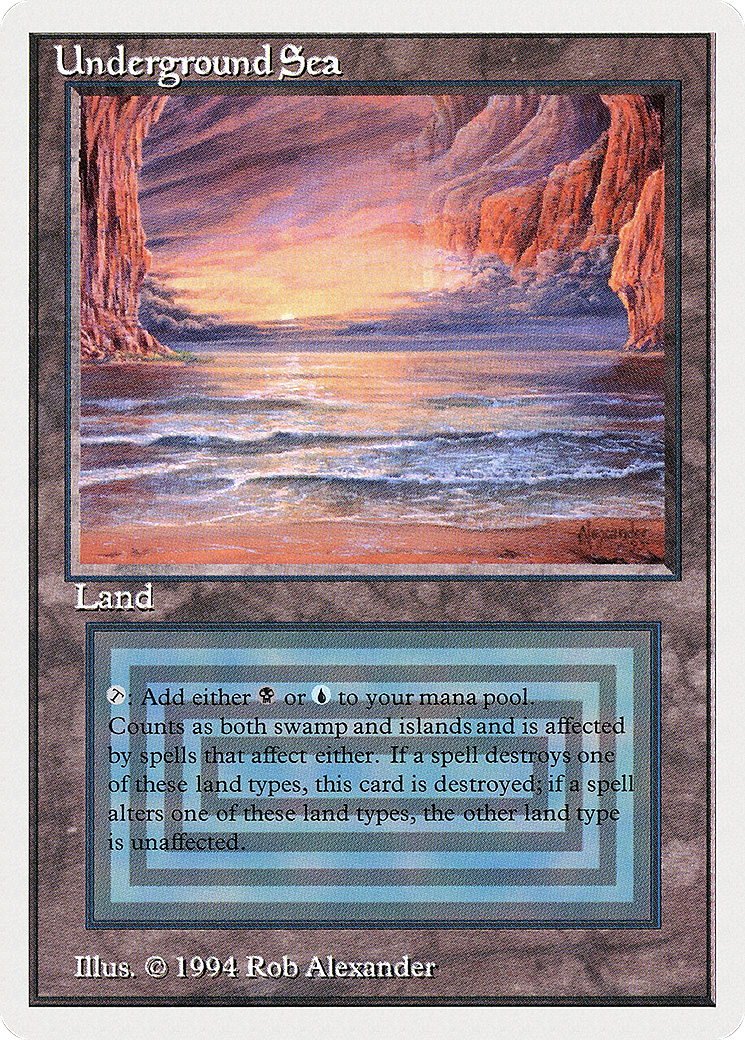 Underground Sea
Alexander
Land
T: Add either or to your mana pool.
Counts as both swamp and islands and is affected
by spells that affect either. If a spell destroys one
of these land types, this card is destroyed; if a spell
alters one of these land types, the other land type
is unaffected.
Illus. © 1994 Rob Alexander